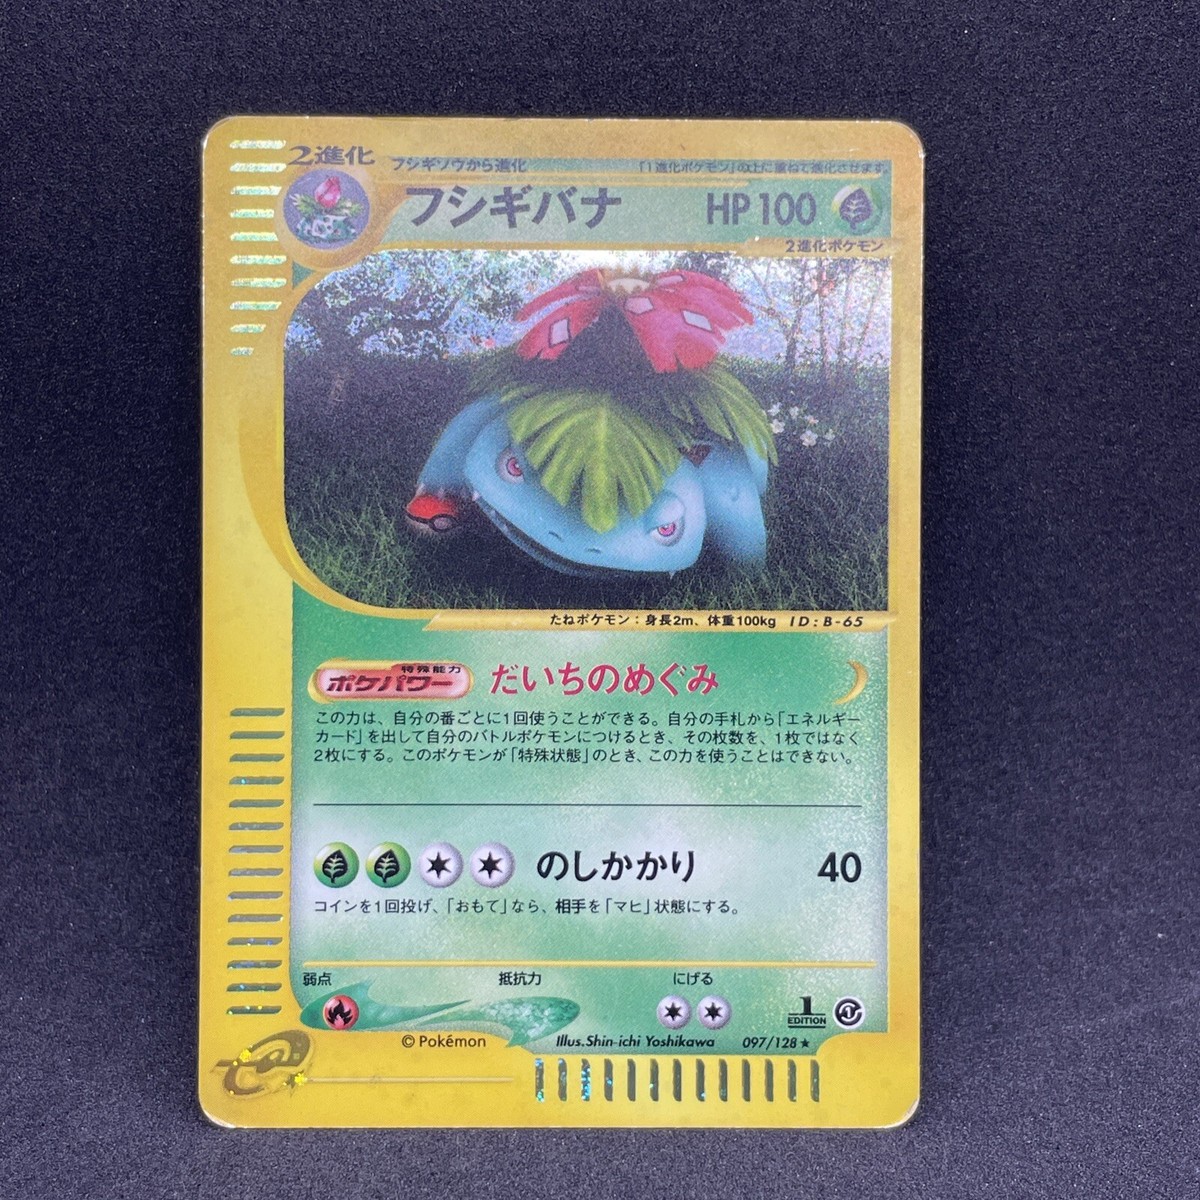 2進化
フシギソウから進化
「1進化ポケモン」の上に重ねて進化させます
フシギバナ
HP100
2進化ポケモン
たねポケモン:身長2m、体重100kg ID:B-65
特殊能力
ポケパワー
だいちのめぐみ
この力は、自分の番ごとに1回使うことができる。自分の手札から「エネルギー
カード」を出して自分のバトルポケモンにつけるとき、その枚数を、1枚ではなく
2枚にする。このポケモンが「特殊状態」のとき、この力を使うことはできない。
のしかかり 40
コインを1回投げ、「おもて」なら、相手を「マヒ」状態にする。
弱点 抵抗力 にげる
1
EDITION
©Pokémon Illus.Shin-ichi Yoshikawa 097/128★
e